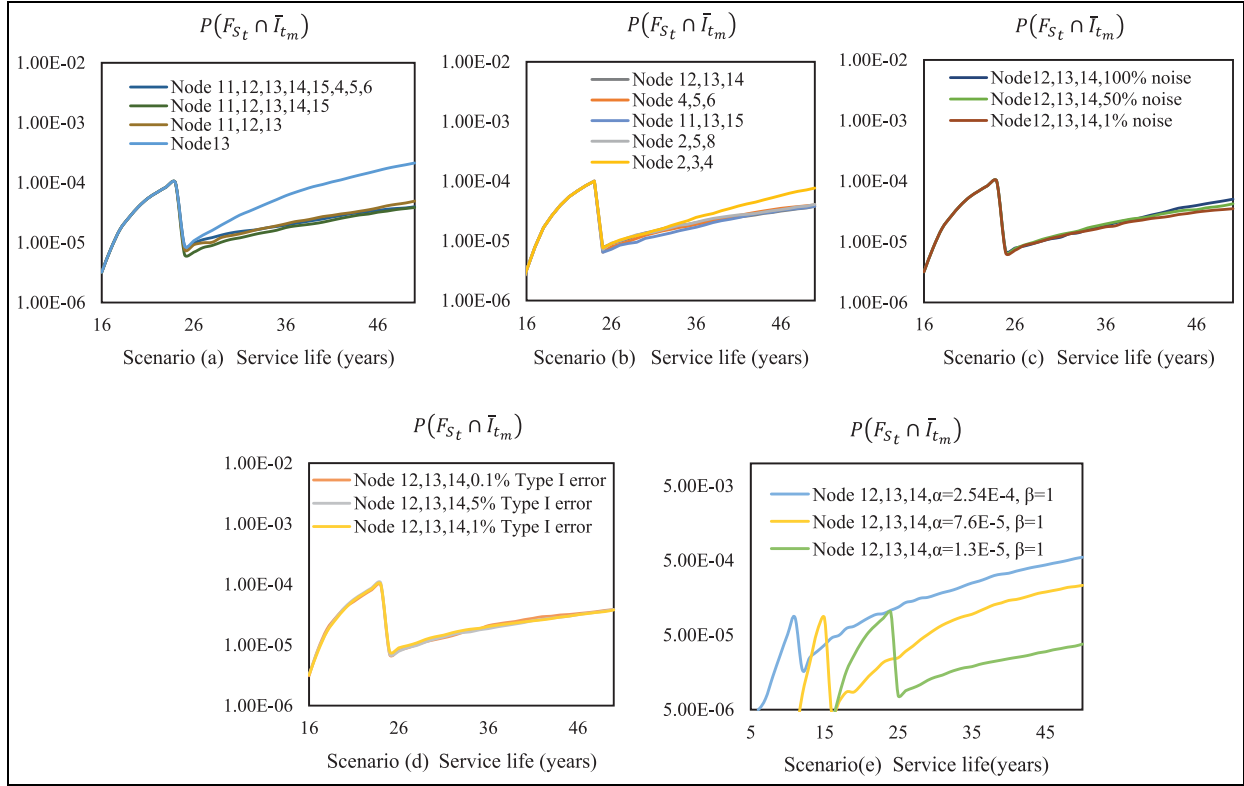 P(F_{S_t} ∩ Ī_{t_m})
1.00E-02
1.00E-03
1.00E-04
1.00E-05
1.00E-06
Node 11,12,13,14,15,4,5,6
Node 11,12,13,14,15
Node 11,12,13
Node13
16 26 36 46
Scenario (a) Service life (years)
P(F_{S_t} ∩ Ī_{t_m})
1.00E-02
1.00E-03
1.00E-04
1.00E-05
1.00E-06
Node 12,13,14
Node 4,5,6
Node 11,13,15
Node 2,5,8
Node 2,3,4
16 26 36 46
Scenario (b) Service life (years)
P(F_{S_t} ∩ Ī_{t_m})
1.00E-02
1.00E-03
1.00E-04
1.00E-05
1.00E-06
Node12,13,14,100% noise
Node12,13,14,50% noise
Node12,13,14,1% noise
16 26 36 46
Scenario (c) Service life (years)
P(F_{S_t} ∩ Ī_{t_m})
1.00E-02
1.00E-03
1.00E-04
1.00E-05
1.00E-06
Node 12,13,14,0.1% Type I error
Node 12,13,14,5% Type I error
Node 12,13,14,1% Type I error
16 26 36 46
Scenario (d) Service life (years)
P(F_{S_t} ∩ Ī_{t_m})
5.00E-03
5.00E-04
5.00E-05
5.00E-06
Node 12,13,14,α=2.54E-4, β=1
Node 12,13,14,α=7.6E-5, β=1
Node 12,13,14,α=1.3E-5, β=1
5 15 25 35 45
Scenario(e) Service life(years)